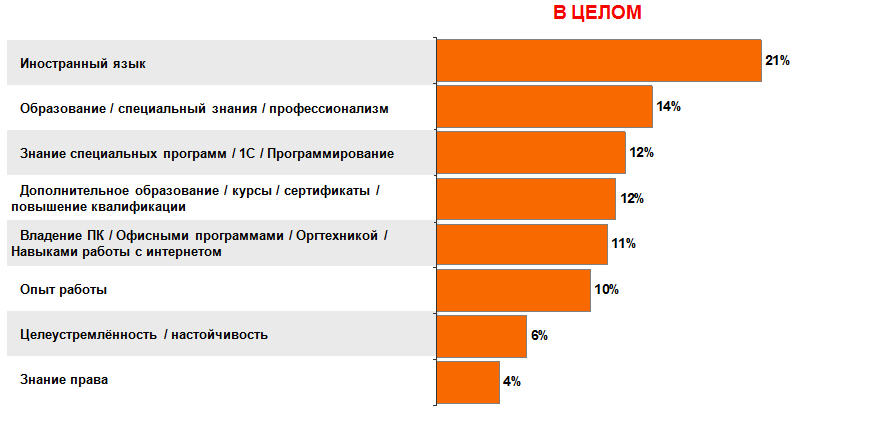 В ЦЕЛОМ
Иностранный язык
21%
Образование / специальный знания / профессионализм
14%
Знание специальных программ / 1С / Программирование
12%
Дополнительное образование / курсы / сертификаты /
повышение квалификации
12%
Владение ПК / Офисными программами / Оргтехникой /
Навыками работы с интернетом
11%
Опыт работы
10%
Целеустремлённость / настойчивость
6%
Знание права
4%